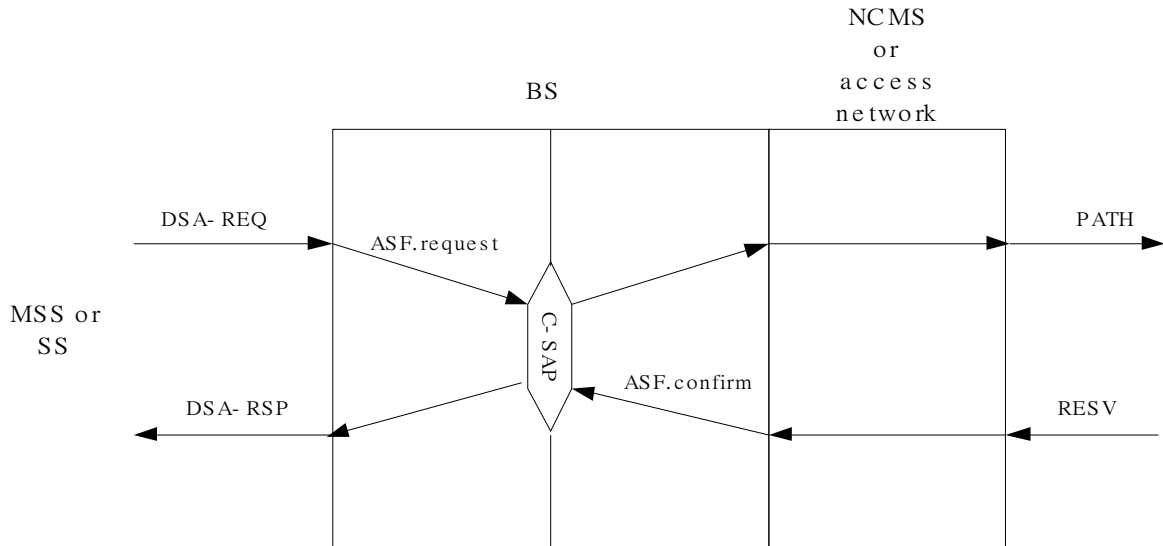 NCMS
or
access
network
BS
DSA- REQ
ASF.request
PATH
MSS or
SS
C- SAP
ASF.confirm
DSA- RSP
RESV